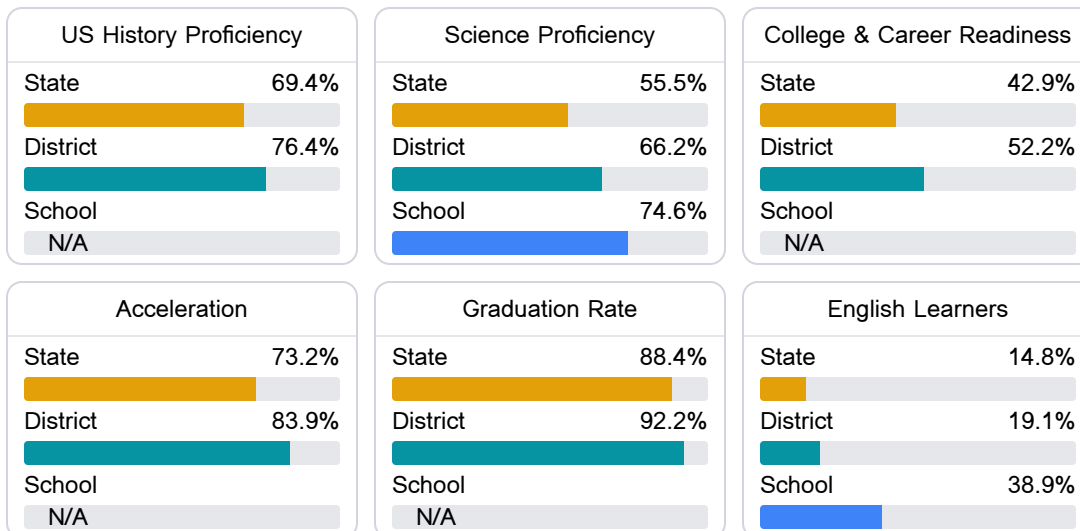 US History Proficiency
State 69.4%
District 76.4%
School
N/A
Science Proficiency
State 55.5%
District 66.2%
School 74.6%
College & Career Readiness
State 42.9%
District 52.2%
School
N/A
Acceleration
State 73.2%
District 83.9%
School
N/A
Graduation Rate
State 88.4%
District 92.2%
School
N/A
English Learners
State 14.8%
District 19.1%
School 38.9%